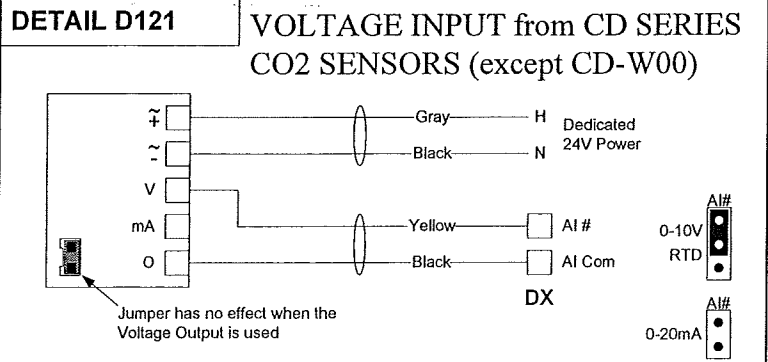 DETAIL D121
VOLTAGE INPUT from CD SERIES
CO2 SENSORS (except CD-W00)
~
+
Gray
H
Dedicated
24V Power
~
-
Black
N
V
mA
Yellow
AI #
O
Black
AI Com
DX
Jumper has no effect when the
Voltage Output is used
AI#
0-10V
RTD
AI#
0-20mA